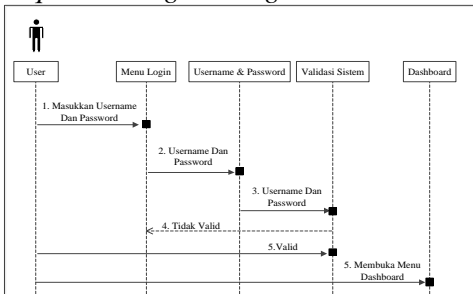 User
Menu Login
Username & Password
Validasi Sistem
Dashboard
1. Masukkan Username
Dan Password
2. Username Dan
Password
3. Username Dan
Password
4. Tidak Valid
5.Valid
5. Membuka Menu
Dashboard